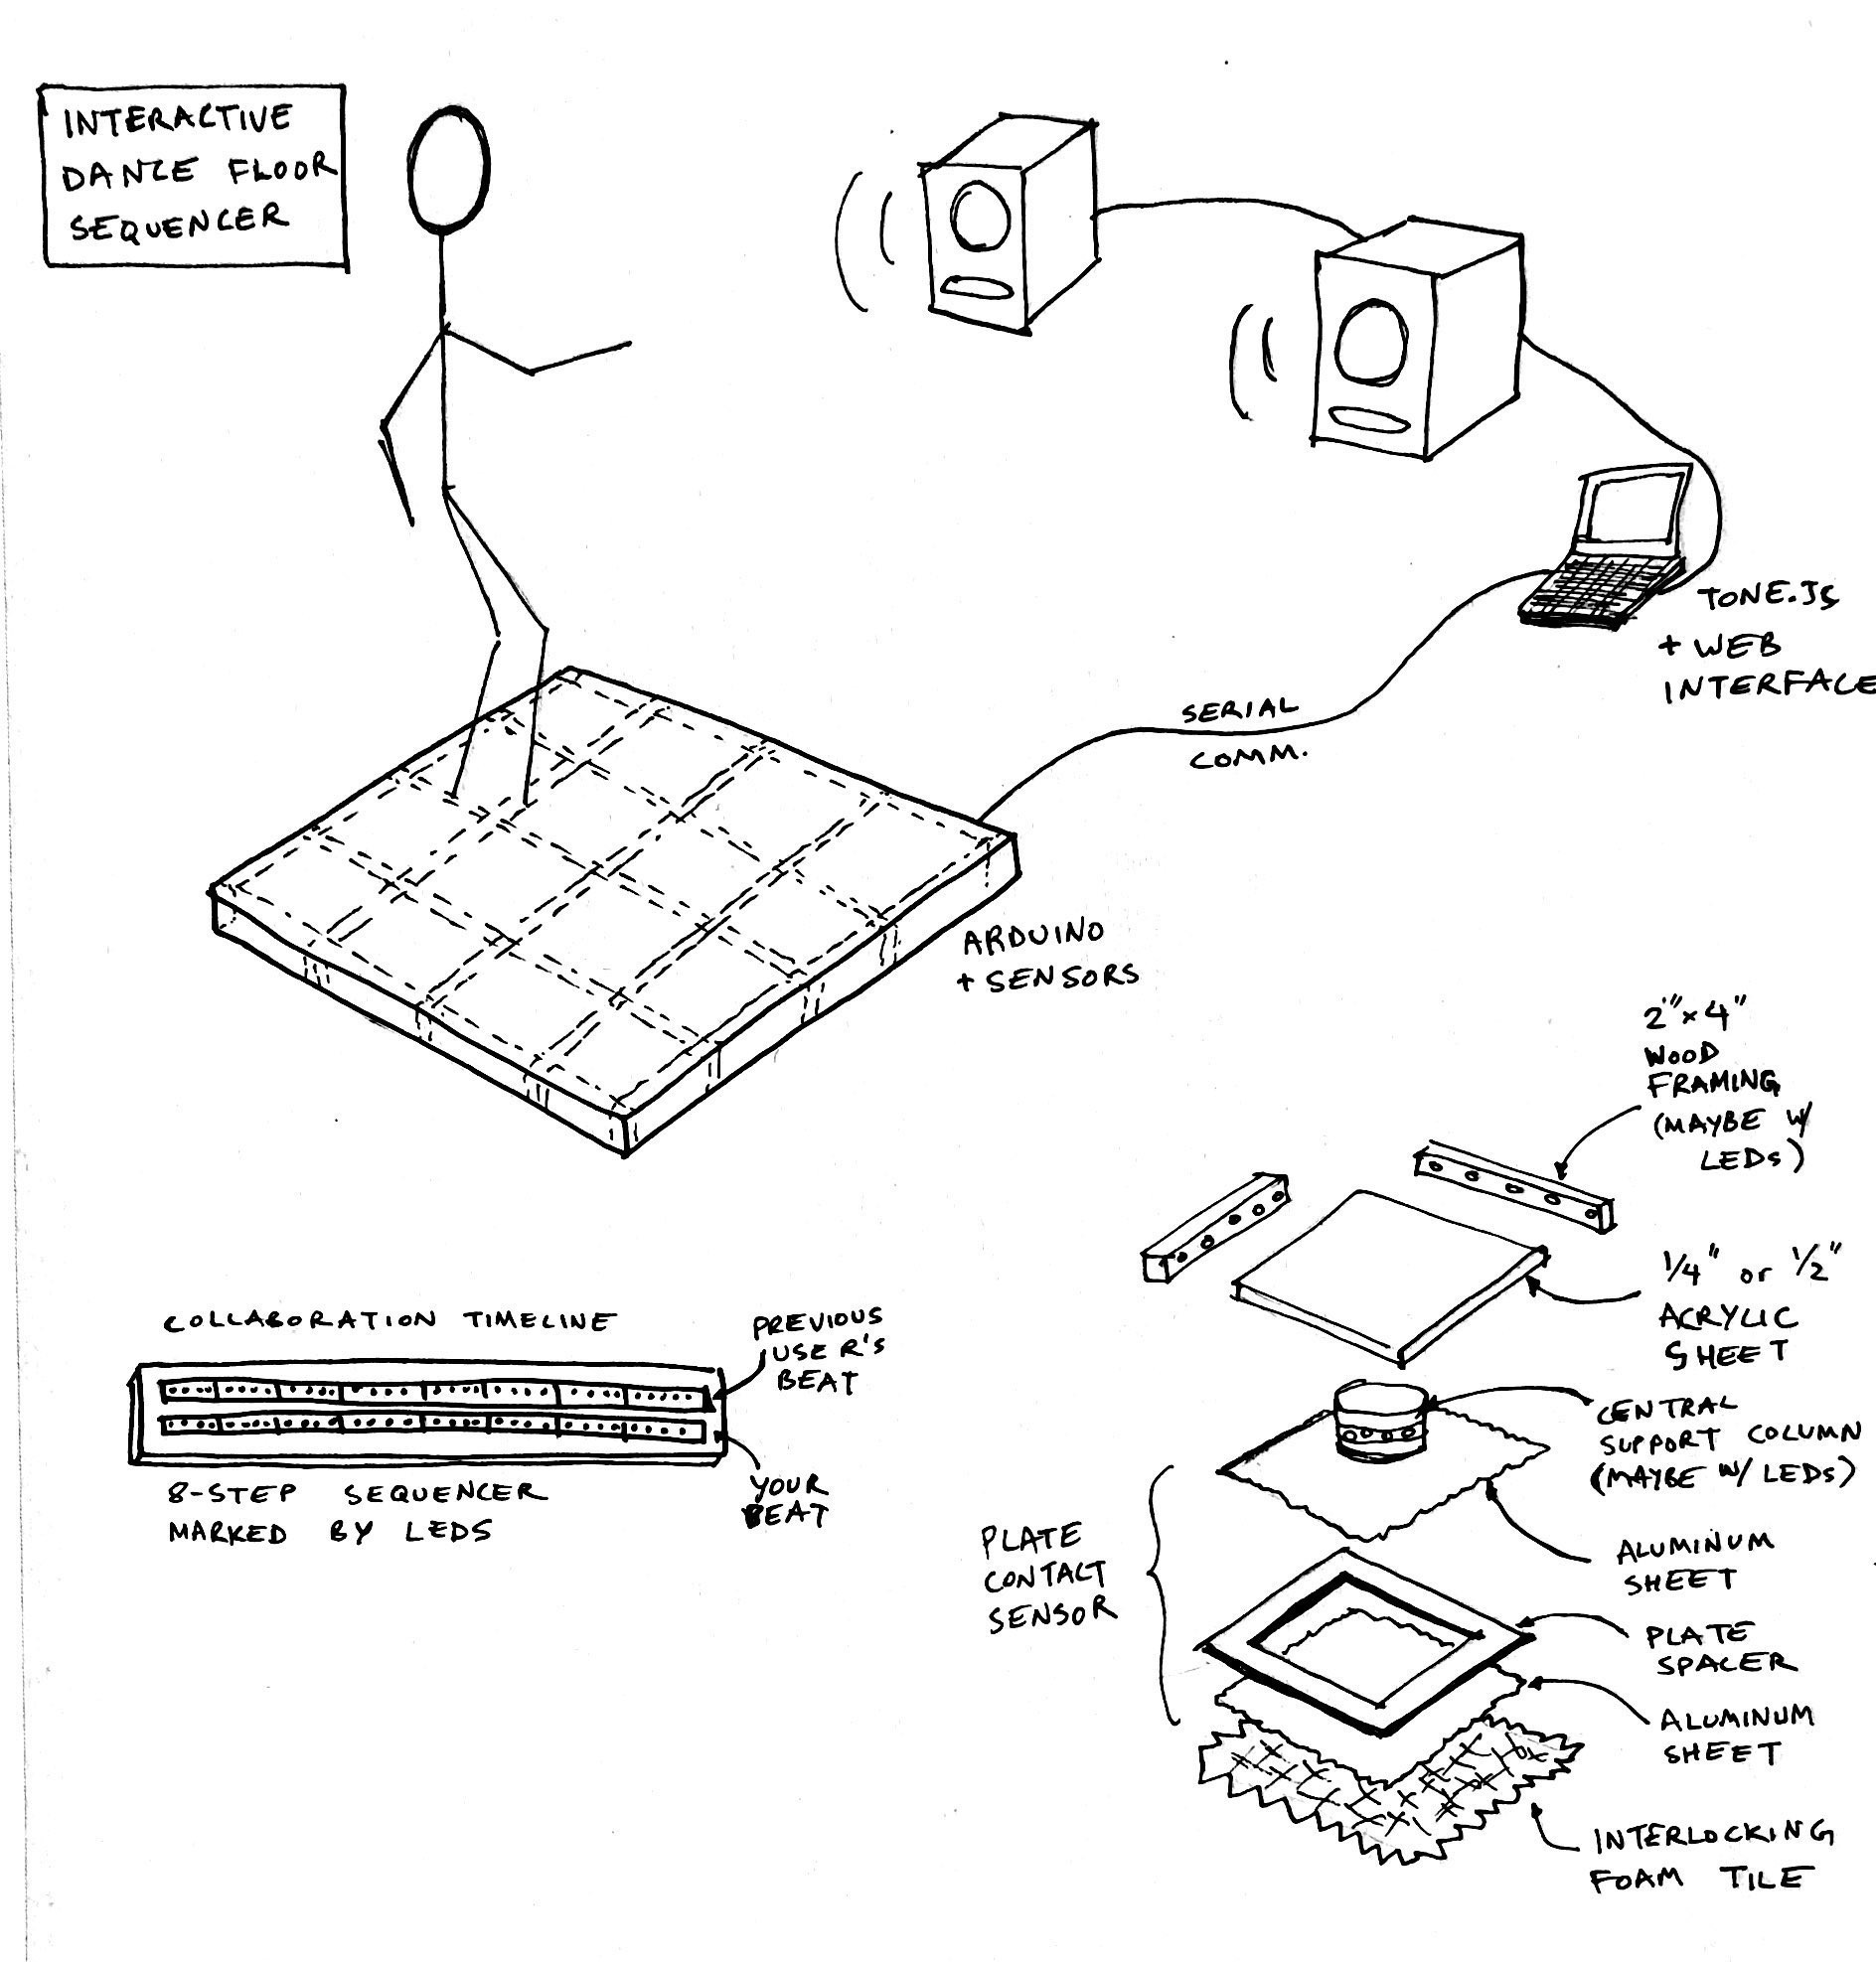 INTERACTIVE
DANCE FLOOR
SEQUENCER
TONE.JS
+ WEB
INTERFACE
SERIAL
COMM.
ARDUINO
+ SENSORS
2" x 4"
WOOD
FRAMING
(MAYBE W/
LEDS)
1/4" or 1/2"
ACRYLIC
SHEET
CENTRAL
SUPPORT COLUMN
(MAYBE W/ LEDS)
ALUMINUM
SHEET
PLATE
SPACER
ALUMINUM
SHEET
INTERLOCKING
FOAM TILE
PLATE
CONTACT
SENSOR
COLLABORATION TIMELINE
PREVIOUS
USER'S
BEAT
YOUR
BEAT
8-STEP SEQUENCER
MARKED BY LEDS